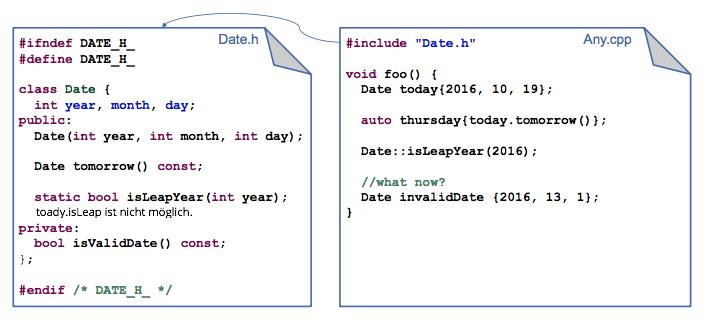 Date.h
#ifndef DATE_H_
#define DATE_H_
class Date {
  int year, month, day;
public:
  Date(int year, int month, int day);
  Date tomorrow() const;
  static bool isLeapYear(int year);
  toady.isLeap ist nicht möglich.
private:
  bool isValidDate() const;
};
#endif /* DATE_H_ */
Any.cpp
#include "Date.h"
void foo() {
  Date today{2016, 10, 19};
  auto thursday{today.tomorrow()};
  Date::isLeapYear(2016);
  //what now?
  Date invalidDate {2016, 13, 1};
}